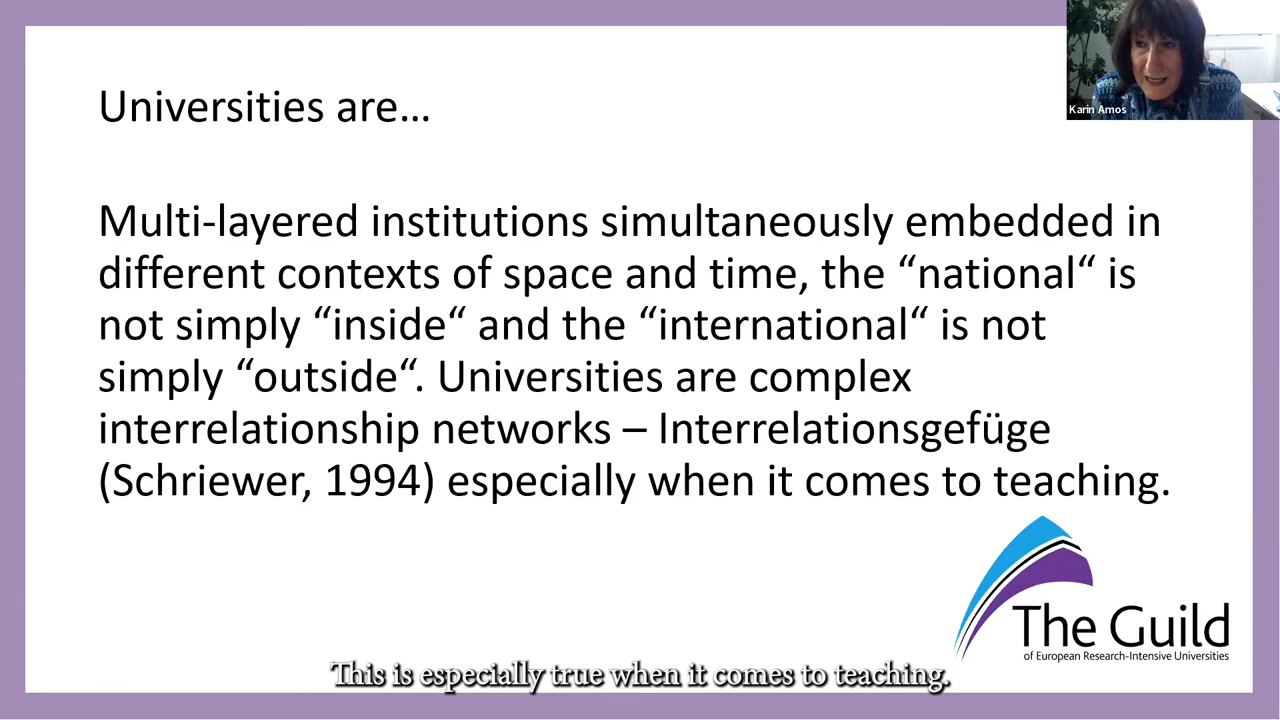 Karin Amos
Universities are…
Multi-layered institutions simultaneously embedded in
different contexts of space and time, the “national“ is
not simply “inside“ and the “international“ is not
simply “outside“. Universities are complex
interrelationship networks – Interrelationsgefüge
(Schriewer, 1994) especially when it comes to teaching.
The Guild
of European Research-Intensive Universities
This is especially true when it comes to teaching.